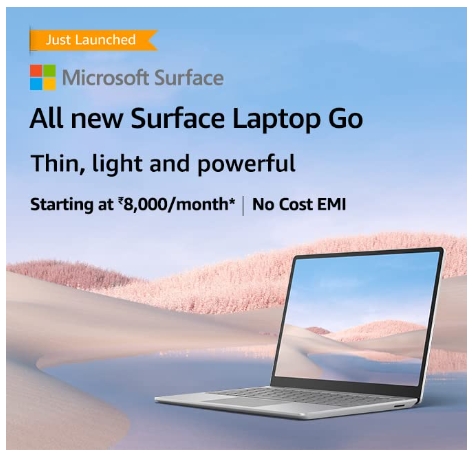 Just Launched
Microsoft Surface
All new Surface Laptop Go
Thin, light and powerful
Starting at ₹8,000/month* | No Cost EMI